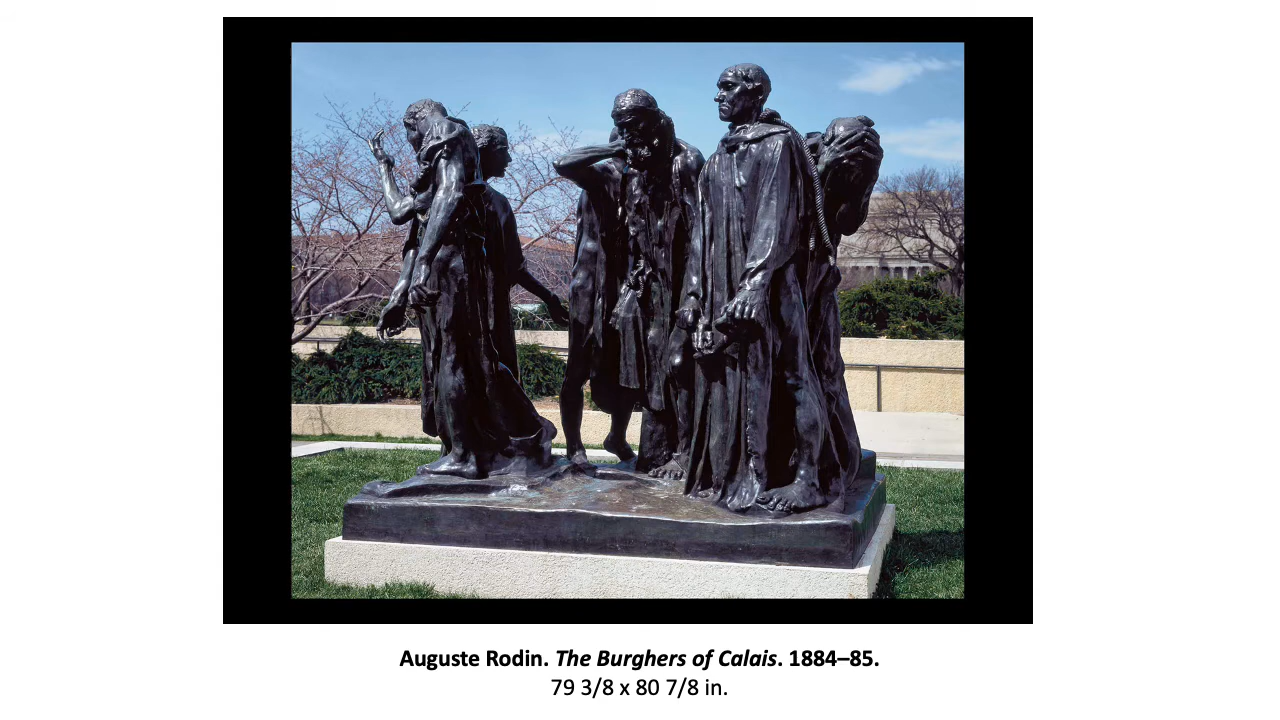 Auguste Rodin. The Burghers of Calais. 1884–85.
79 3/8 x 80 7/8 in.